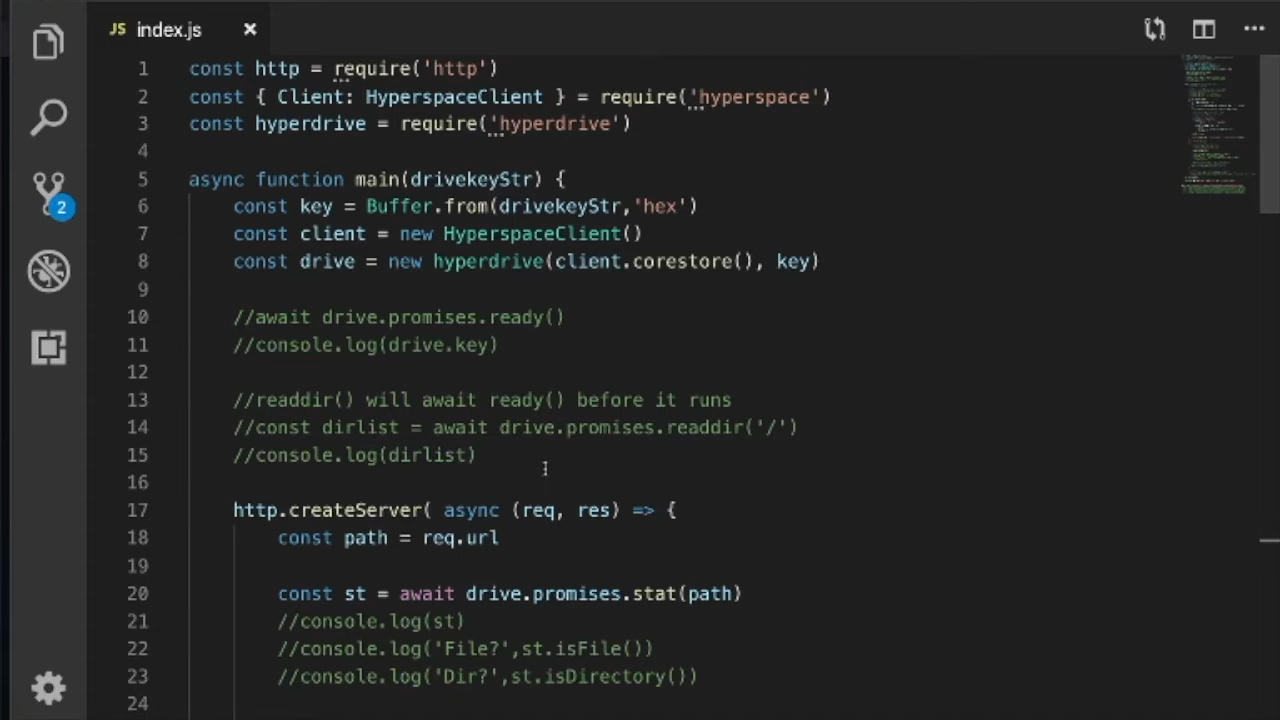 JS index.js ×
1 const http = require('http')
2 const { Client: HyperspaceClient } = require('hyperspace')
3 const hyperdrive = require('hyperdrive')
4
5 async function main(drivekeyStr) {
6 const key = Buffer.from(drivekeyStr,'hex')
7 const client = new HyperspaceClient()
8 const drive = new hyperdrive(client.corestore(), key)
9
10 //await drive.promises.ready()
11 //console.log(drive.key)
12
13 //readdir() will await ready() before it runs
14 //const dirlist = await drive.promises.readdir('/')
15 //console.log(dirlist)
16
17 http.createServer( async (req, res) => {
18 const path = req.url
19
20 const st = await drive.promises.stat(path)
21 //console.log(st)
22 //console.log('File?',st.isFile())
23 //console.log('Dir?',st.isDirectory())
24
2